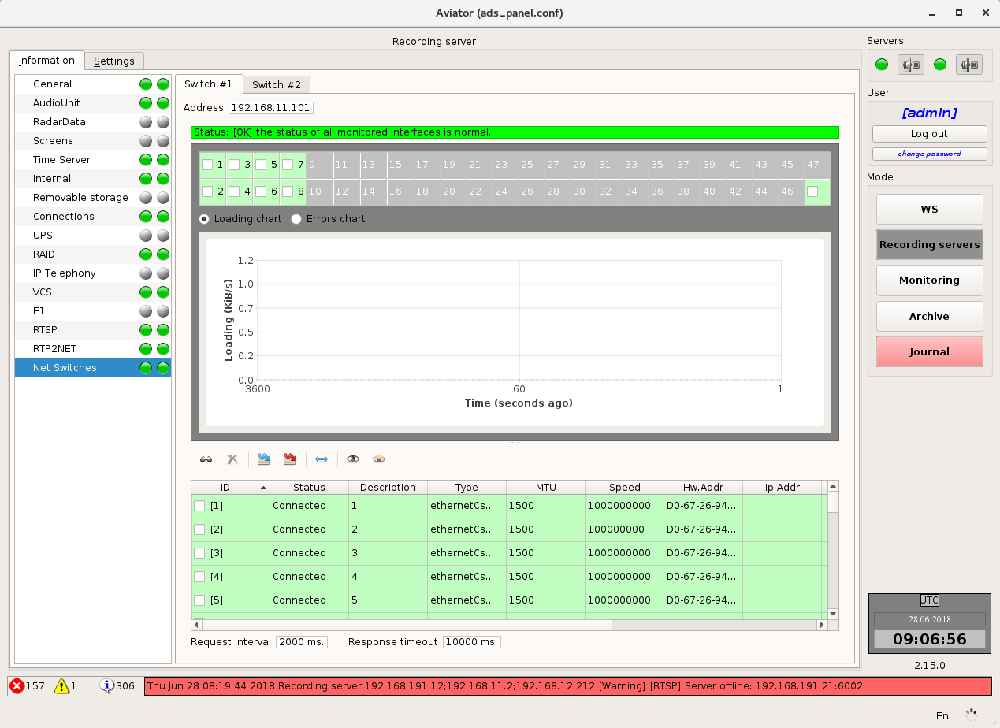 Aviator (ads_panel.conf)
Recording server
Information
Settings
General
AudioUnit
RadarData
Screens
Time Server
Internal
Removable storage
Connections
UPS
RAID
IP Telephony
VCS
E1
RTSP
RTP2NET
Net Switches
Switch #1
Switch #2
Address 192.168.11.101
Status: [OK] the status of all monitored interfaces is normal.
1 3 5 7 9 11 13 15 17 19 21 23 25 27 29 31 33 35 37 39 41 43 45 47
2 4 6 8 10 12 14 16 18 20 22 24 26 28 30 32 34 36 38 40 42 44 46
Loading chart Errors chart
1.2
1.0
0.7
0.5
0.2
0.0
Loading (KiB/s)
3600 60 1
Time (seconds ago)
ID Status Description Type MTU Speed Hw.Addr Ip.Addr
[1] Connected 1 ethernetCs... 1500 1000000000 D0-67-26-94...
[2] Connected 2 ethernetCs... 1500 100000000 D0-67-26-94...
[3] Connected 3 ethernetCs... 1500 1000000000 D0-67-26-94...
[4] Connected 4 ethernetCs... 1500 1000000000 D0-67-26-94...
[5] Connected 5 ethernetCs... 1500 1000000000 D0-67-26-94...
Request interval 2000 ms. Response timeout 10000 ms.
Servers
User
[admin]
Log out
change password
Mode
WS
Recording servers
Monitoring
Archive
Journal
UTC
28.06.2018
09:06:56
2.15.0
157 1 306 Thu Jun 28 08:19:44 2018 Recording server 192.168.191.12;192.168.11.2;192.168.12.212 [Warning] [RTSP] Server offline: 192.168.191.21:6002
En